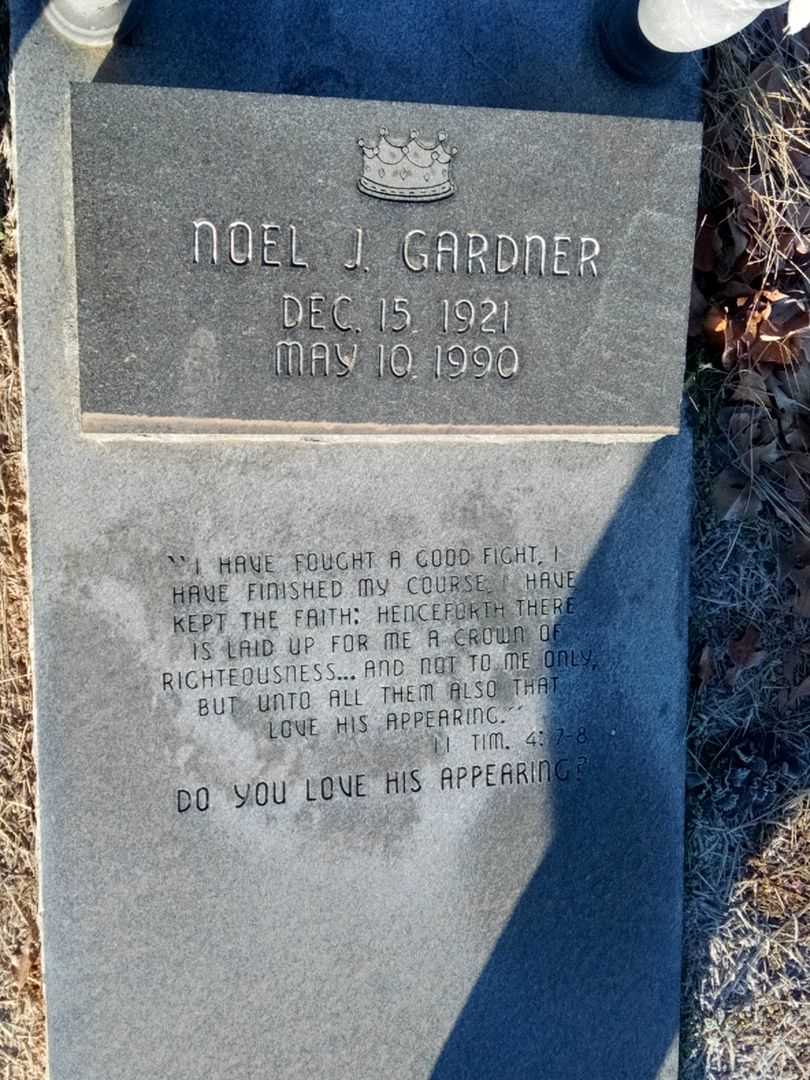 NOEL J. GARDNER
DEC. 15, 1921
MAY 10, 1990
"I HAVE FOUGHT A GOOD FIGHT, I
HAVE FINISHED MY COURSE, I HAVE
KEPT THE FAITH: HENCEFORTH THERE
IS LAID UP FOR ME A CROWN OF
RIGHTEOUSNESS... AND NOT TO ME ONLY,
BUT UNTO ALL THEM ALSO THAT
LOVE HIS APPEARING."
II TIM. 4: 7-8
DO YOU LOVE HIS APPEARING?